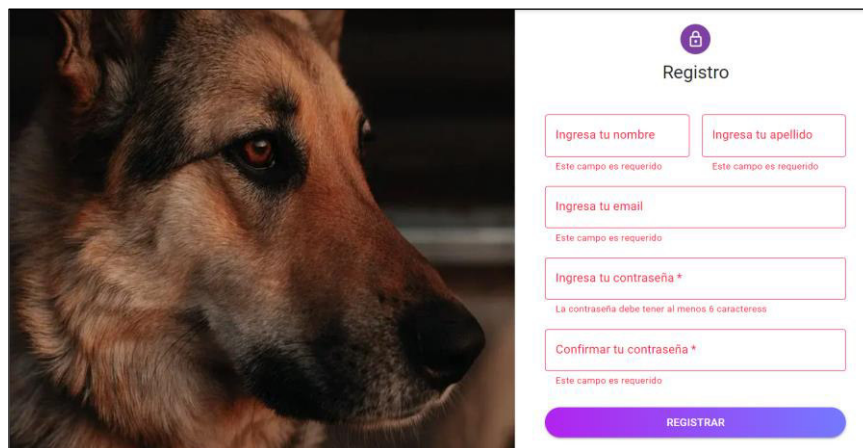 Registro
Ingresa tu nombre
Ingresa tu apellido
Este campo es requerido
Este campo es requerido
Ingresa tu email
Este campo es requerido
Ingresa tu contraseña *
La contraseña debe tener al menos 6 caracteress
Confirmar tu contraseña *
Este campo es requerido
REGISTRAR